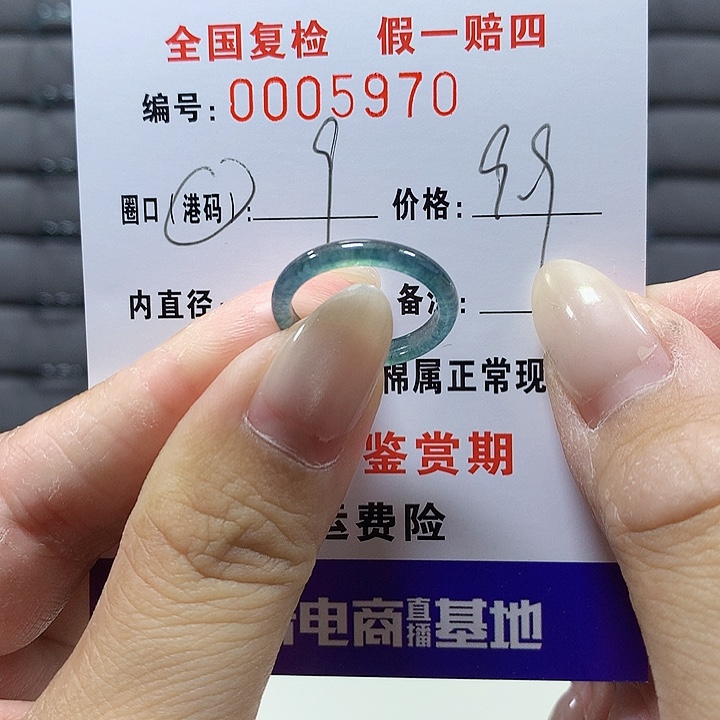 全国复检 假一赔四
编号: 0005970
圈口(港码): 9 价格: 99
内直径 备
棉属正常现
鉴赏期
运费险
电商直播基地